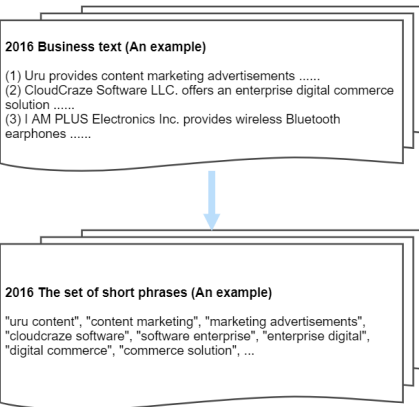 2016 Business text (An example)
(1) Uru provides content marketing advertisements ......
(2) CloudCraze Software LLC. offers an enterprise digital commerce
solution ......
(3) I AM PLUS Electronics Inc. provides wireless Bluetooth
earphones ......
2016 The set of short phrases (An example)
"uru content", "content marketing", "marketing advertisements",
"cloudcraze software", "software enterprise", "enterprise digital",
"digital commerce", "commerce solution", ...